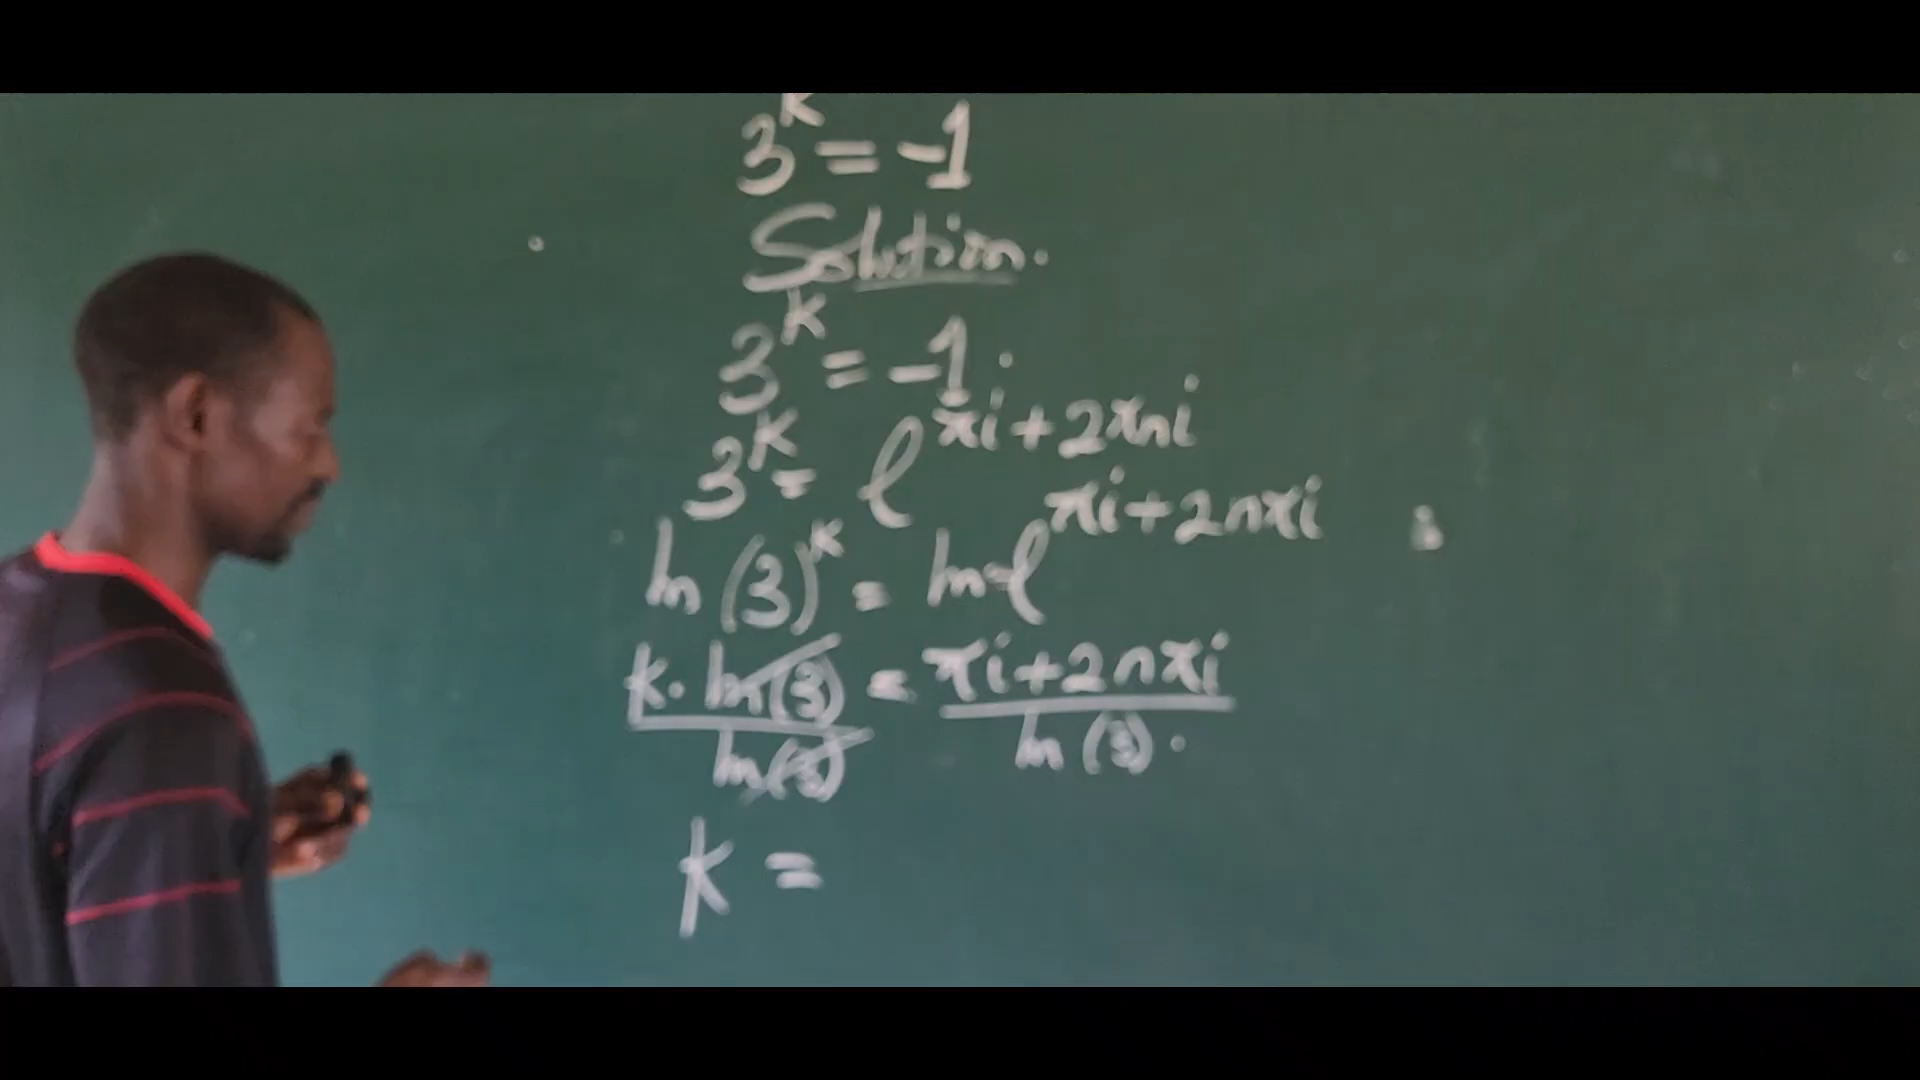 3^k = -1
Solution.
3^k = -1.
3^k = e^πi+2πni
ln(3)^k = ln e^πi+2nπi
k. ln(3) = πi+2nπi
ln(3) ln(3).
k =